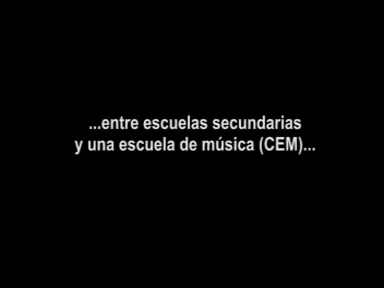 ...entre escuelas secundarias
y una escuela de música (CEM)...